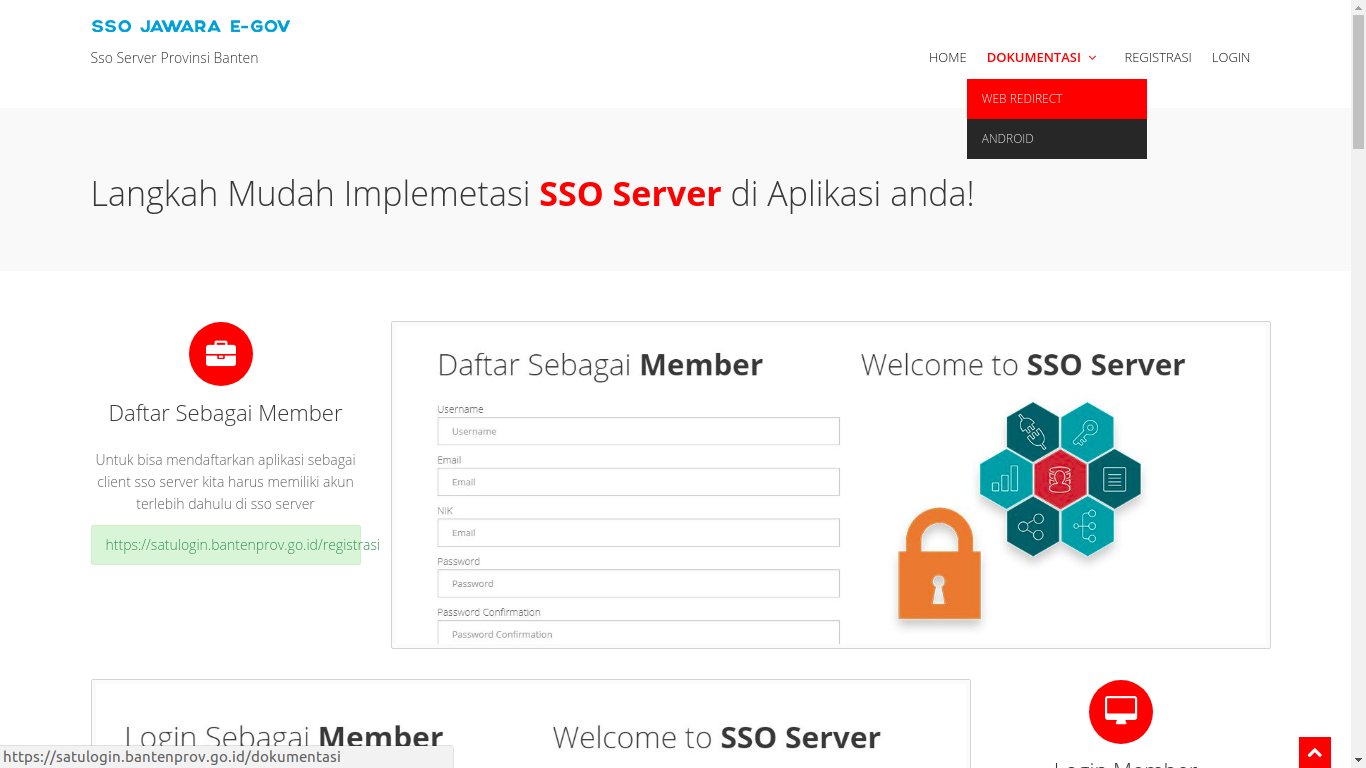 SSO JAWARA E-GOV
Sso Server Provinsi Banten
HOME
DOKUMENTASI
REGISTRASI
LOGIN
WEB REDIRECT
ANDROID
Langkah Mudah Implemetasi SSO Server di Aplikasi anda!
Daftar Sebagai Member
Untuk bisa mendaftarkan aplikasi sebagai
client sso server kita harus memiliki akun
terlebih dahulu di sso server
https://satulogin.bantenprov.go.id/registrasi
Daftar Sebagai Member
Username
Username
Email
Email
NIK
Email
Password
Password
Password Confirmation
Password Confirmation
Welcome to SSO Server
Login Sebagai Member
Welcome to SSO Server
Login Member
https://satulogin.bantenprov.go.id/dokumentasi